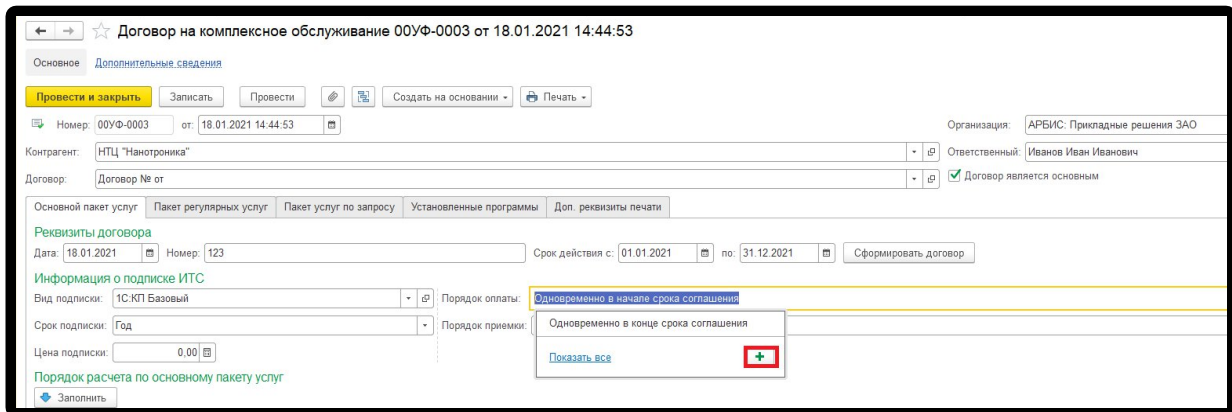 Договор на комплексное обслуживание 00УФ-0003 от 18.01.2021 14:44:53
Основное Дополнительные сведения
Провести и закрыть Записать Провести Создать на основании Печать
Номер: 00УФ-0003 от: 18.01.2021 14:44:53 Организация: АРБИС: Прикладные решения ЗАО
Контрагент: НТЦ "Нанотроника" Ответственный: Иванов Иван Иванович
Договор: Договор № от Договор является основным
Основной пакет услуг Пакет регулярных услуг Пакет услуг по запросу Установленные программы Доп. реквизиты печати
Реквизиты договора
Дата: 18.01.2021 Номер: 123 Срок действия с: 01.01.2021 по: 31.12.2021 Сформировать договор
Информация о подписке ИТС
Вид подписки: 1С:КП Базовый Порядок оплаты: Одновременно в начале срока соглашения
Срок подписки: Год Порядок приемки: Одновременно в конце срока соглашения
Цена подписки: 0,00 Показать все
Порядок расчета по основному пакету услуг
Заполнить